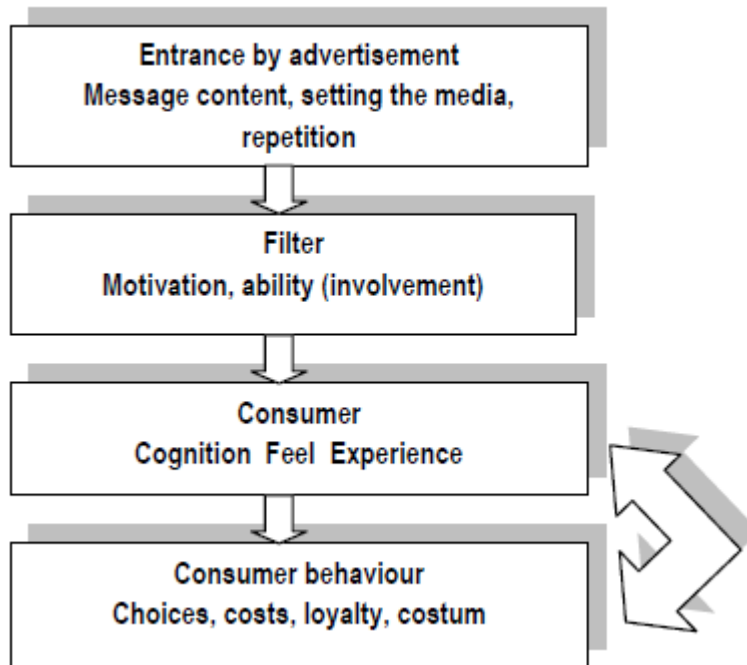 Entrance by advertisement
Message content, setting the media,
repetition
Filter
Motivation, ability (involvement)
Consumer
Cognition Feel Experience
Consumer behaviour
Choices, costs, loyalty, costum